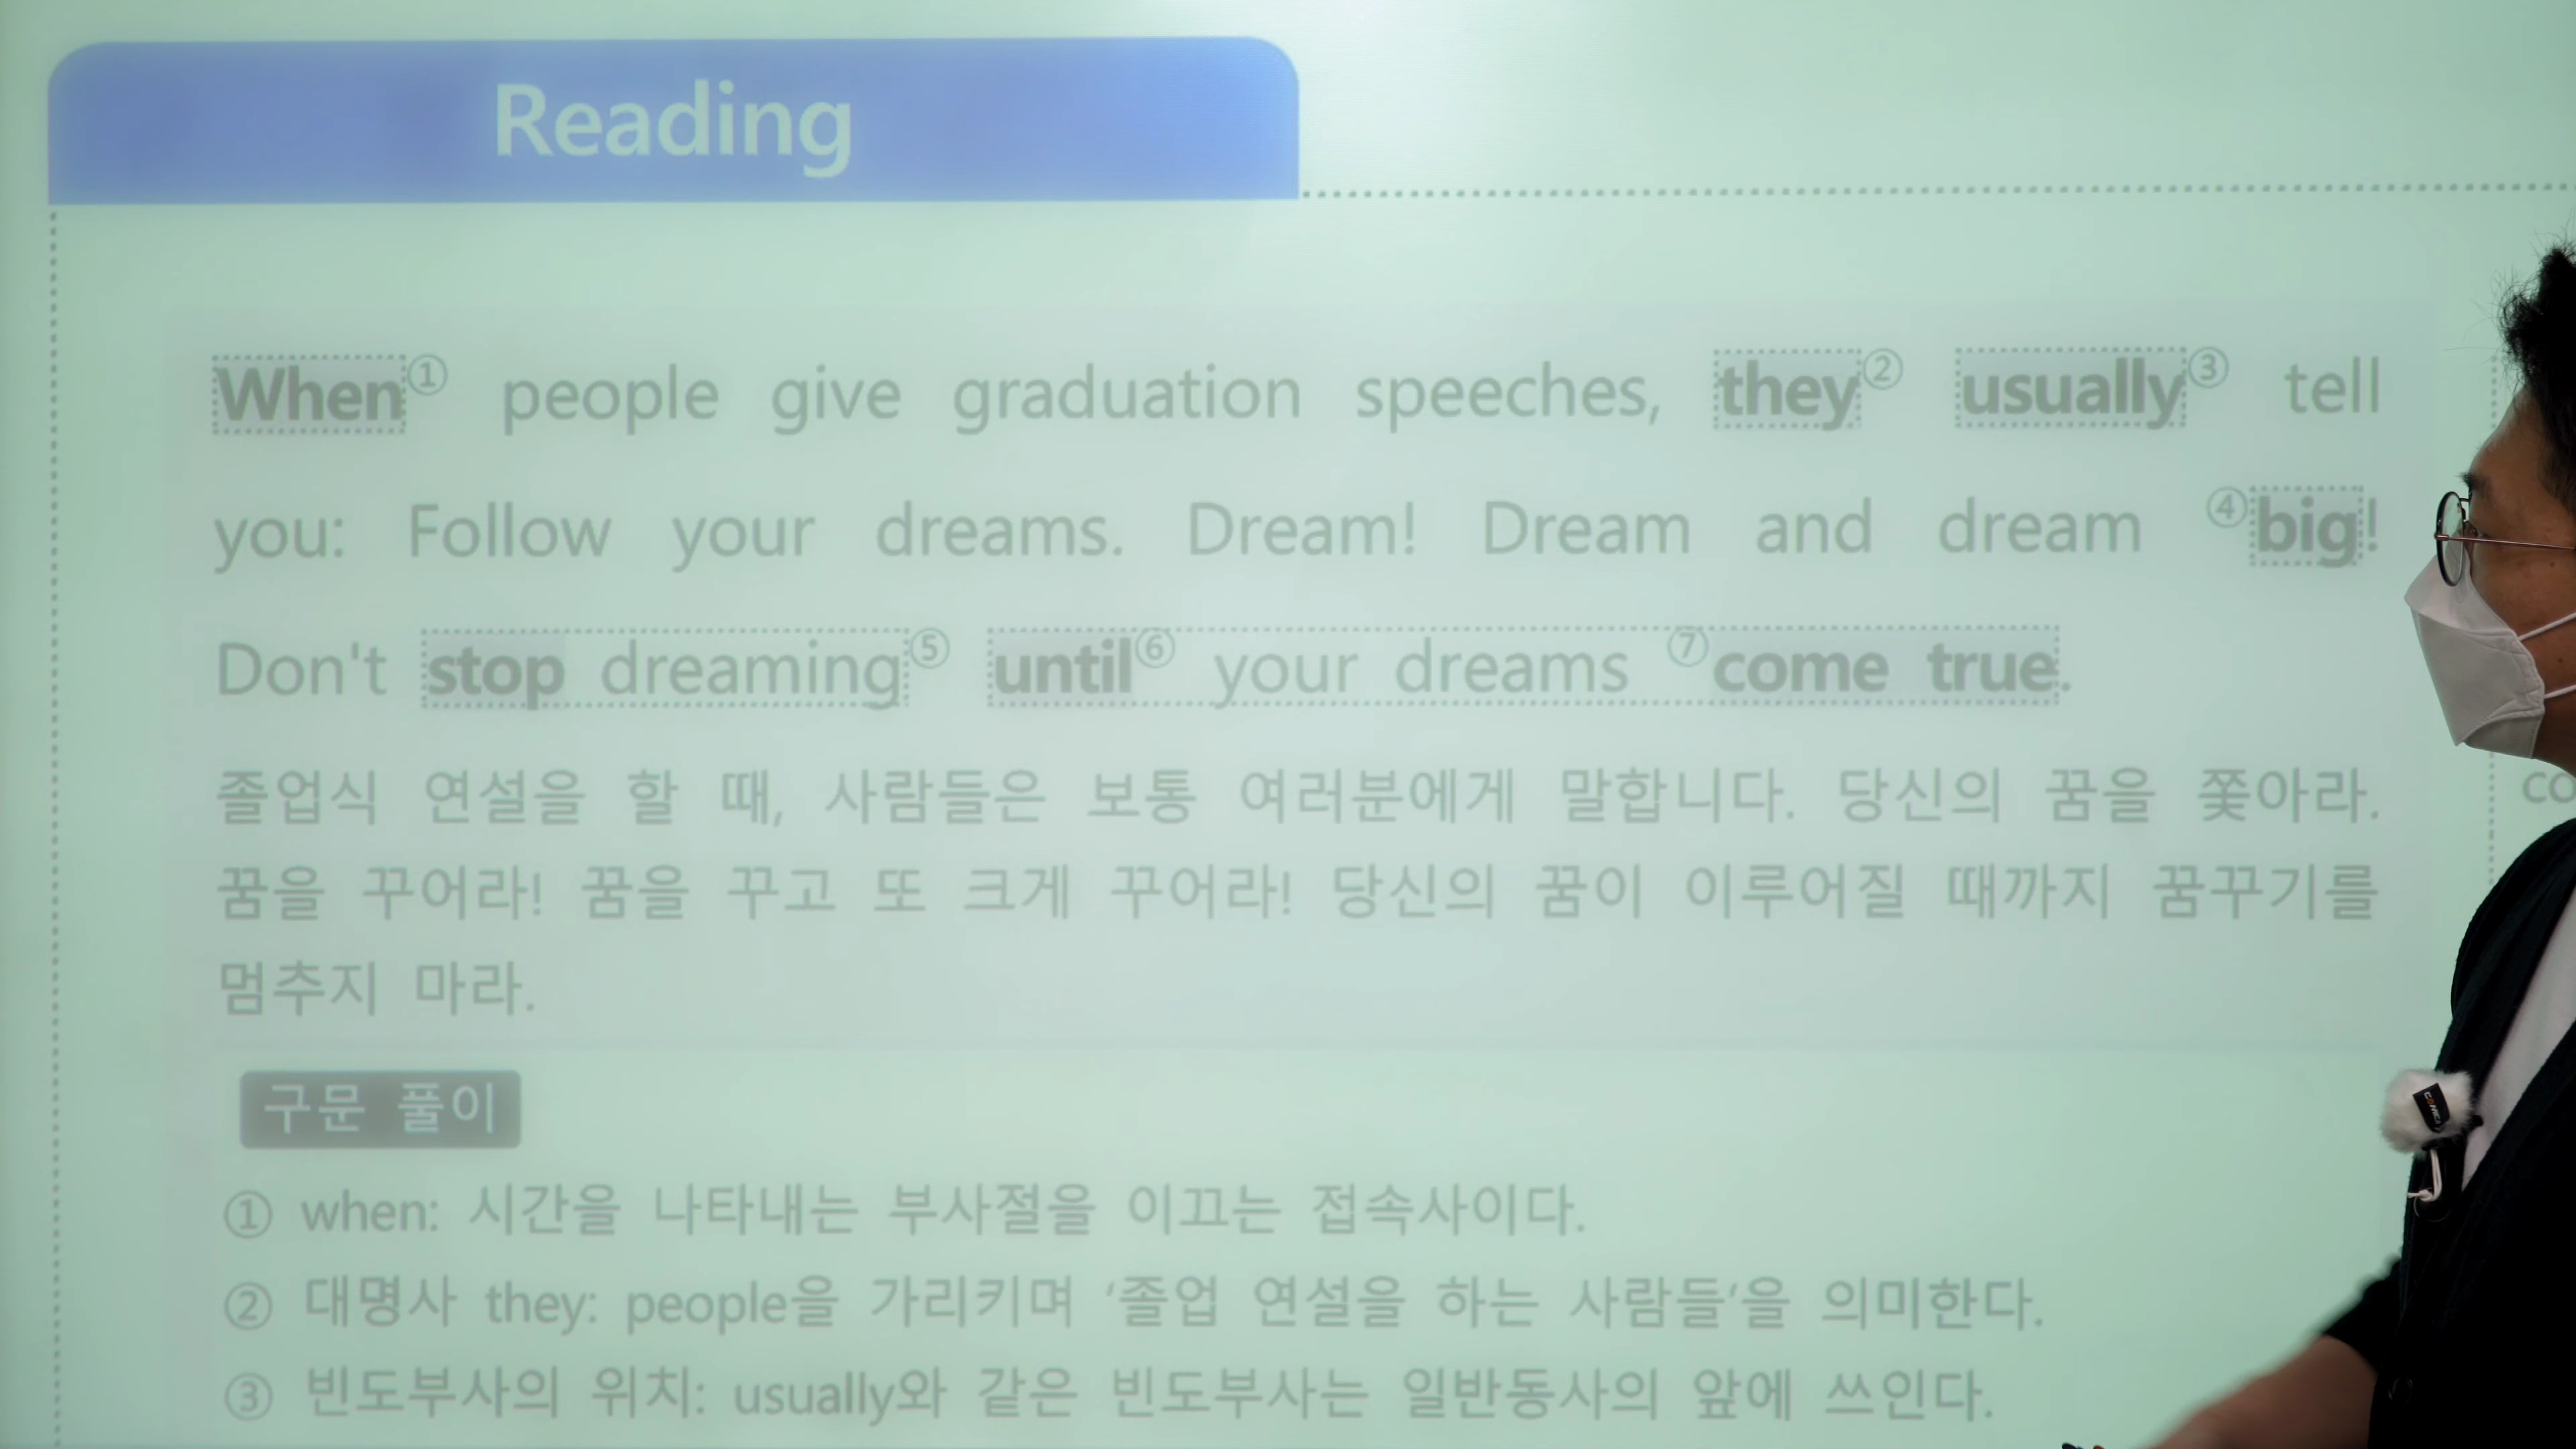 Reading
When① people give graduation speeches, they② usually③ tell
you: Follow your dreams. Dream! Dream and dream ④big!
Don't stop dreaming⑤ until⑥ your dreams ⑦come true.
졸업식 연설을 할 때, 사람들은 보통 여러분에게 말합니다. 당신의 꿈을 쫓아라.
꿈을 꾸어라! 꿈을 꾸고 또 크게 꾸어라! 당신의 꿈이 이루어질 때까지 꿈꾸기를
멈추지 마라.
구문 풀이
① when: 시간을 나타내는 부사절을 이끄는 접속사이다.
② 대명사 they: people을 가리키며 ‘졸업 연설을 하는 사람들‘을 의미한다.
③ 빈도부사의 위치: usually와 같은 빈도부사는 일반동사의 앞에 쓰인다.